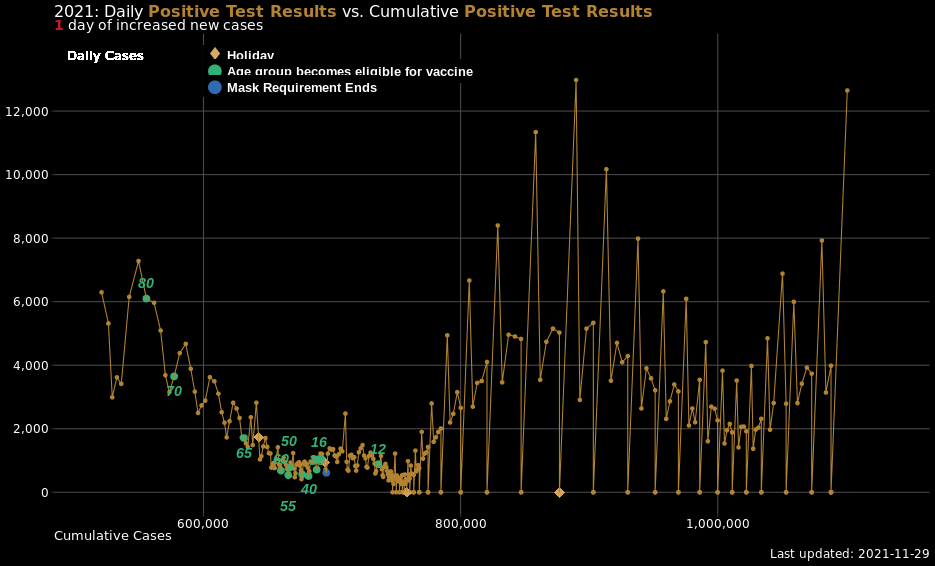 2021: Daily Positive Test Results vs. Cumulative Positive Test Results
1 day of increased new cases
Daily Cases
Holiday
Age group becomes eligible for vaccine
Mask Requirement Ends
12,000
10,000
8,000
6,000
4,000
2,000
0
80
70
65
50
60
55
40
16
12
600,000
800,000
1,000,000
Cumulative Cases
Last updated: 2021-11-29